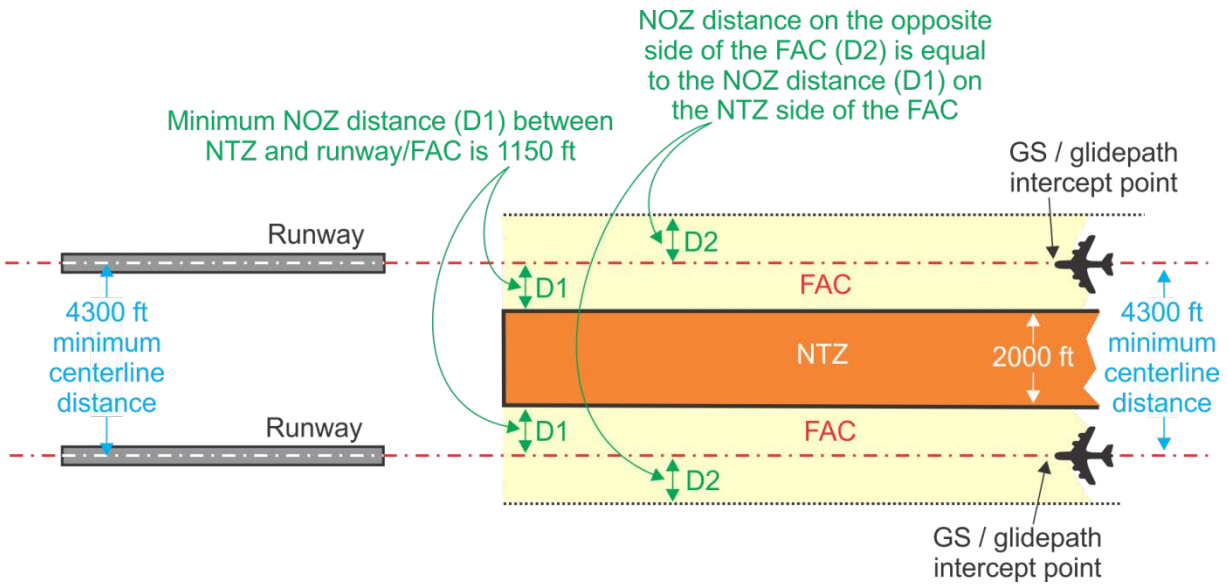 NOZ distance on the opposite
side of the FAC (D2) is equal
to the NOZ distance (D1) on
the NTZ side of the FAC
Minimum NOZ distance (D1) between
NTZ and runway/FAC is 1150 ft
GS / glidepath
intercept point
Runway
D2
D1
FAC
4300 ft
minimum
centerline
distance
NTZ
2000 ft
4300 ft
minimum
centerline
distance
Runway
D1
FAC
D2
GS / glidepath
intercept point